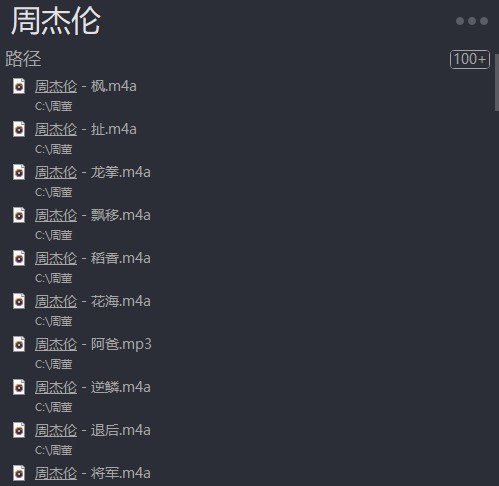 周杰伦
路径 100+
周杰伦 - 枫.m4a
C:\周董
周杰伦 - 扯.m4a
C:\周董
周杰伦 - 龙拳.m4a
C:\周董
周杰伦 - 飘移.m4a
C:\周董
周杰伦 - 稻香.m4a
C:\周董
周杰伦 - 花海.m4a
C:\周董
周杰伦 - 阿爸.mp3
C:\周董
周杰伦 - 逆鳞.m4a
C:\周董
周杰伦 - 退后.m4a
C:\周董
周杰伦 - 将军.m4a